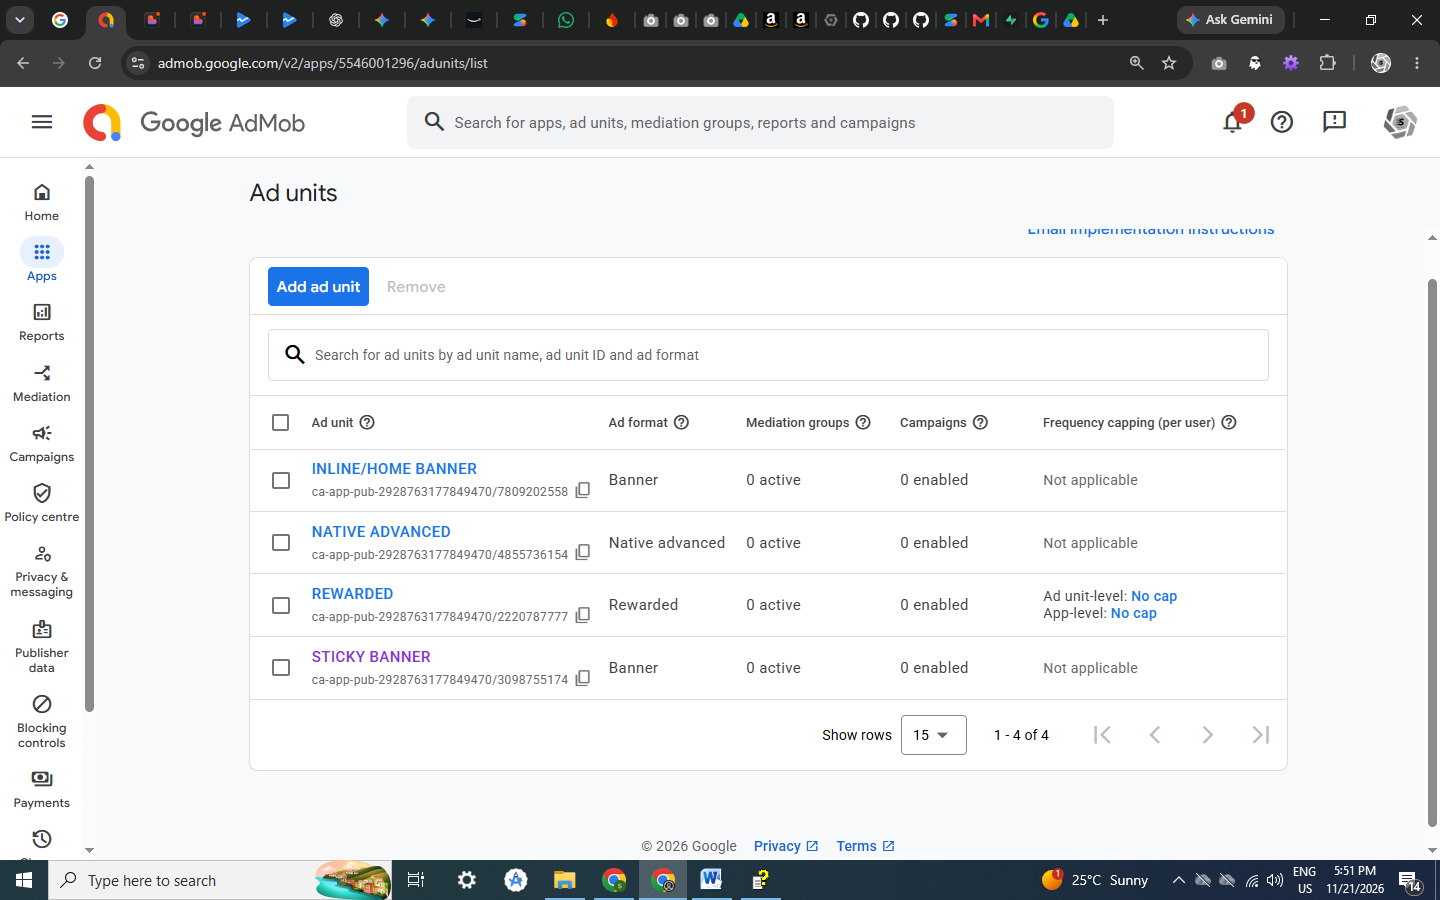 Ask Gemini
admob.google.com/v2/apps/5546001296/adunits/list
Google AdMob
Search for apps, ad units, mediation groups, reports and campaigns
1
Home
Apps
Reports
Mediation
Campaigns
Policy centre
Privacy &
messaging
Publisher
data
Blocking
controls
Payments
Ad units
Email implementation instructions
Add ad unit
Remove
Search for ad units by ad unit name, ad unit ID and ad format
Ad unit Ad format Mediation groups Campaigns Frequency capping (per user)
INLINE/HOME BANNER
ca-app-pub-2928763177849470/7809202558
Banner 0 active 0 enabled Not applicable
NATIVE ADVANCED
ca-app-pub-2928763177849470/4855736154
Native advanced 0 active 0 enabled Not applicable
REWARDED
ca-app-pub-2928763177849470/2220787777
Rewarded 0 active 0 enabled
Ad unit-level: No cap
App-level: No cap
STICKY BANNER
ca-app-pub-2928763177849470/3098755174
Banner 0 active 0 enabled Not applicable
Show rows 15 1 - 4 of 4
© 2026 Google Privacy Terms
Type here to search
1
25°C Sunny
ENG
US
5:51 PM
11/21/2026
14